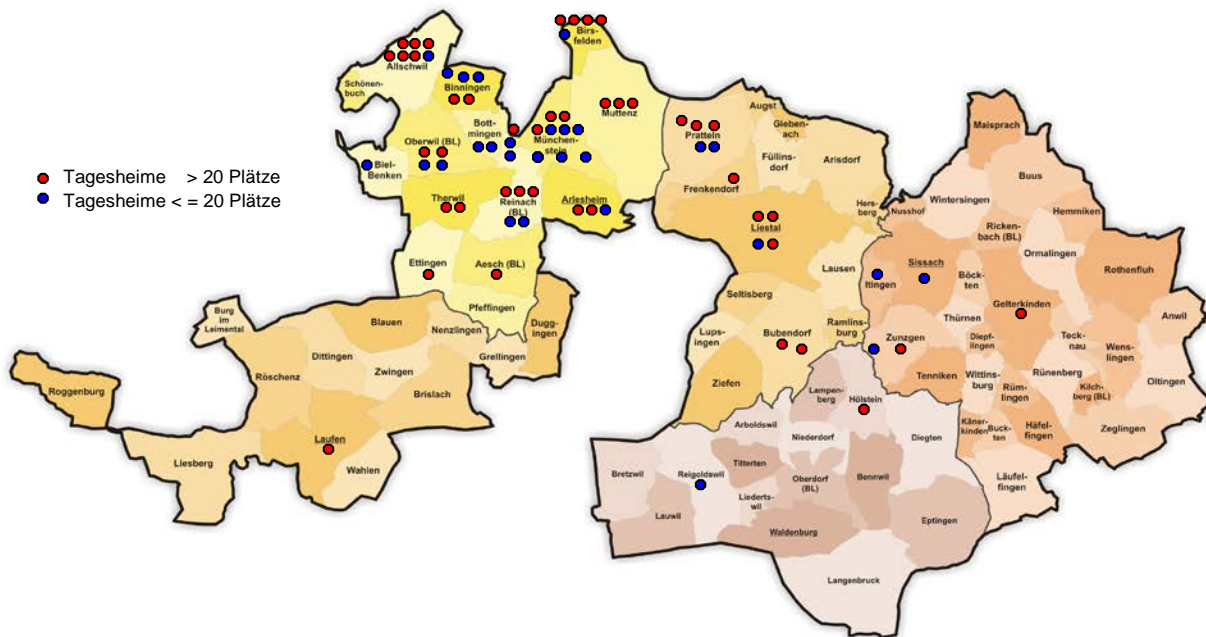 Tagesheime > 20 Plätze
Tagesheime < = 20 Plätze
Allschwil
Schönen-
buch
Binningen
Birs-
felden
Bott-
mingen
Oberwil (BL)
Biel-
Benken
München-
stein
Muttenz
Therwil
Reinach (BL)
Arlesheim
Ettingen
Aesch (BL)
Pfeffingen
Pratteln
Augst
Giebenach
Füllins-
dorf
Arisdorf
Frenkendorf
Hers-
berg
Liestal
Lausen
Seltisberg
Bubendorf
Ramlins-
burg
Lups-
ingen
Ziefen
Burg
im
Leimental
Blauen
Nenzlingen
Dugg-
ingen
Grellingen
Dittingen
Zwingen
Röschenz
Brislach
Roggenburg
Laufen
Wahlen
Liesberg
Maisprach
Buus
Wintersingen
Nusshof
Hemmiken
Ricken-
bach (BL)
Ormalingen
Rothenfluh
Sissach
Itingen
Böck-
ten
Gelterkinden
Thürnen
Anwil
Zunzgen
Diepf-
lingen
Teck-
nau
Wens-
lingen
Tenniken
Wittins-
burg
Rüm-
lingen
Rünenberg
Kilch-
berg (BL)
Oltingen
Käner-
kinden
Buck-
ten
Häfel-
fingen
Zeglingen
Läufel-
fingen
Lampen-
berg
Hölstein
Arboldswil
Niederdorf
Diegten
Bretzwil
Reigoldswil
Titterten
Oberdorf
(BL)
Bennwil
Liederts-
wil
Lauwil
Waldenburg
Eptingen
Langenbruck